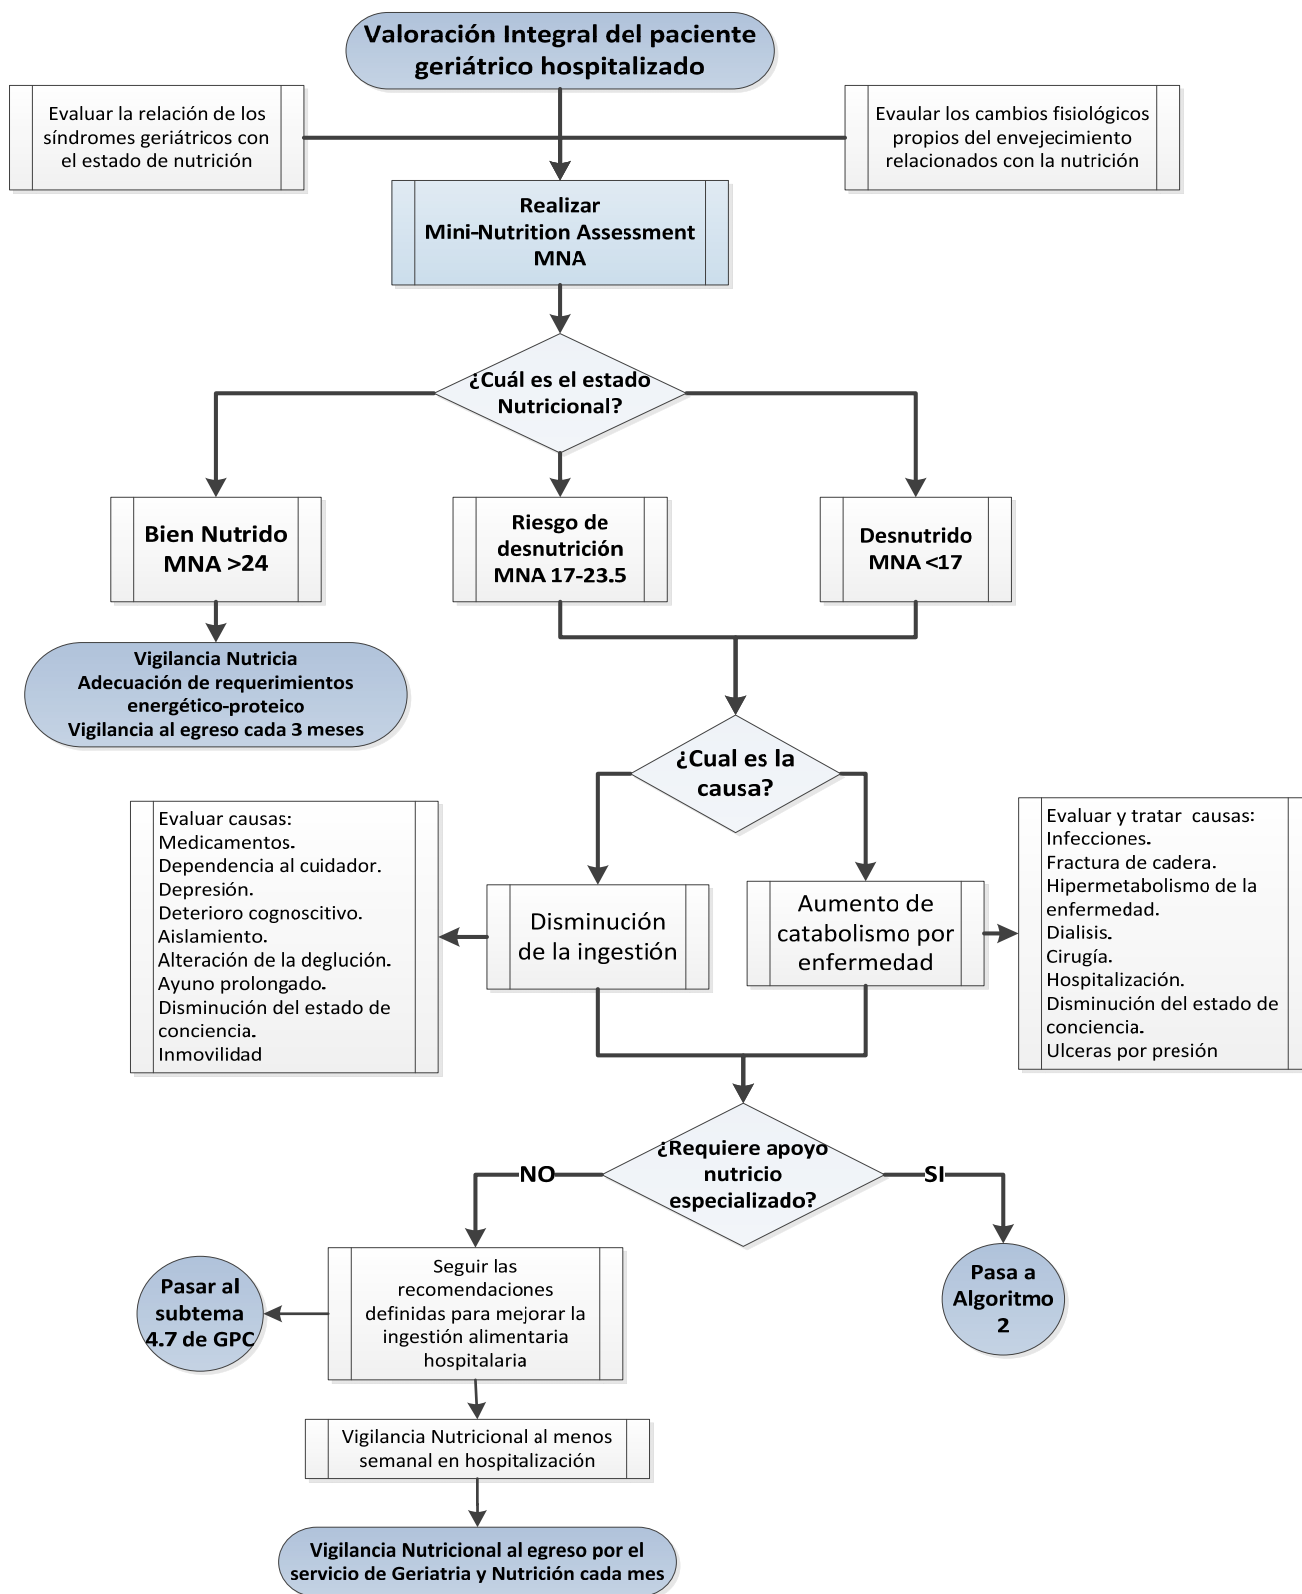 Valoración Integral del paciente
geriátrico hospitalizado
Evaluar la relación de los
síndromes geriátricos con
el estado de nutrición
Evaular los cambios fisiológicos
propios del envejecimiento
relacionados con la nutrición
Realizar
Mini-Nutrition Assessment
MNA
¿Cuál es el estado
Nutricional?
Bien Nutrido
MNA >24
Riesgo de
desnutrición
MNA 17-23.5
Desnutrido
MNA <17
Vigilancia Nutricia
Adecuación de requerimientos
energético-proteico
Vigilancia al egreso cada 3 meses
¿Cual es la
causa?
Evaluar causas:
Medicamentos.
Dependencia al cuidador.
Depresión.
Deterioro cognoscitivo.
Aislamiento.
Alteración de la deglución.
Ayuno prolongado.
Disminución del estado de
conciencia.
Inmovilidad
Disminución
de la ingestión
Aumento de
catabolismo por
enfermedad
Evaluar y tratar  causas:
Infecciones.
Fractura de cadera.
Hipermetabolismo de la
enfermedad.
Dialisis.
Cirugía.
Hospitalización.
Disminución del estado de
conciencia.
Ulceras por presión
¿Requiere apoyo
nutricio
especializado?
NO
SI
Pasar al
subtema
4.7 de GPC
Seguir las
recomendaciones
definidas para mejorar la
ingestión alimentaria
hospitalaria
Pasa a
Algoritmo
2
Vigilancia Nutricional al menos
semanal en hospitalización
Vigilancia Nutricional al egreso por el
servicio de Geriatria y Nutrición cada mes